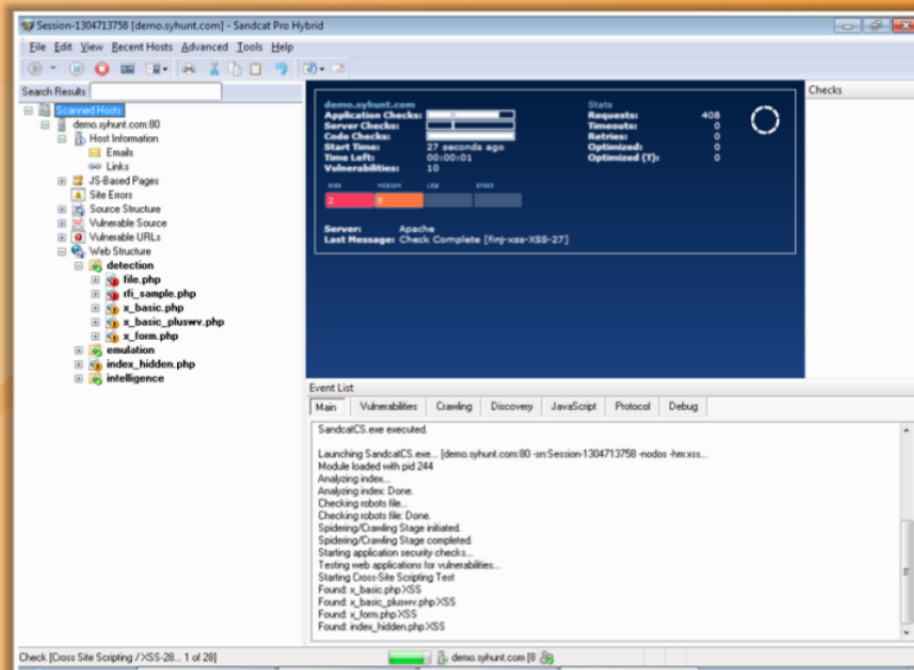 Session-1304713758 [demo.syhunt.com] - Sandcat Pro Hybrid
File Edit View Recent Hosts Advanced Tools Help
Search Results
Scanned Hosts
demo.syhunt.com:80
Host Information
Emails
Links
JS-Based Pages
Site Errors
Source Structure
Vulnerable Source
Vulnerable URLs
Web Structure
detection
file.php
rfi_sample.php
x_basic.php
x_basic_pluswv.php
x_form.php
emulation
index_hidden.php
intelligence
demo.syhunt.com
Application Checks:
Server Checks:
Code Checks:
Start Time: 27 seconds ago
Time Left: 00:00:01
Vulnerabilities: 10
HIGH MEDIUM LOW OTHER
2 8
Server: Apache
Last Message: Check Complete [finj-xss-XSS-27]
Stats
Requests: 408
Timeouts: 0
Retries: 0
Optimized: 0
Optimized (T): 0
Checks
Event List
Main Vulnerabilities Crawling Discovery JavaScript Protocol Debug
SandcatCS.exe executed.
Launching SandcatCS.exe... [demo.syhunt.com:80 -sn:Session-1304713758 -nodos -hm:xss...
Module loaded with pid 244
Analyzing index...
Analyzing index: Done.
Checking robots file...
Checking robots file: Done.
Spidering/Crawling Stage initiated.
Spidering/Crawling Stage completed.
Starting application security checks...
Testing web applications for vulnerabilities...
Starting Cross-Site Scripting Test
Found: x_basic.php XSS
Found: x_basic_pluswv.php XSS
Found: x_form.php XSS
Found: index_hidden.php XSS
Check [Cross Site Scripting / XSS-28... 1 of 28]
demo.syhunt.com [8